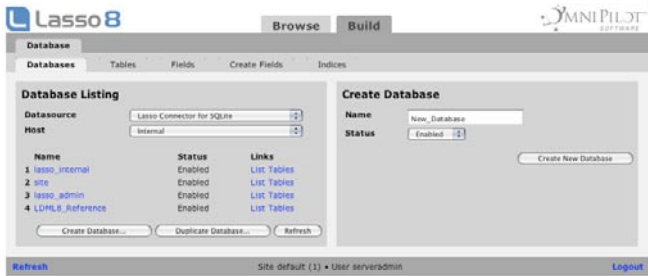 Lasso 8
Browse Build
OMNIPILOT
SOFTWARE
Database
Databases Tables Fields Create Fields Indices
Database Listing
Datasource Lasso Connector for SQLite
Host Internal
Name Status Links
1 lasso_internal Enabled List Tables
2 site Enabled List Tables
3 lasso_admin Enabled List Tables
4 LDML8_Reference Enabled List Tables
Create Database... Duplicate Database... Refresh
Create Database
Name New_Database
Status Enabled
Create New Database
Refresh Site default (1) • User serveradmin Logout